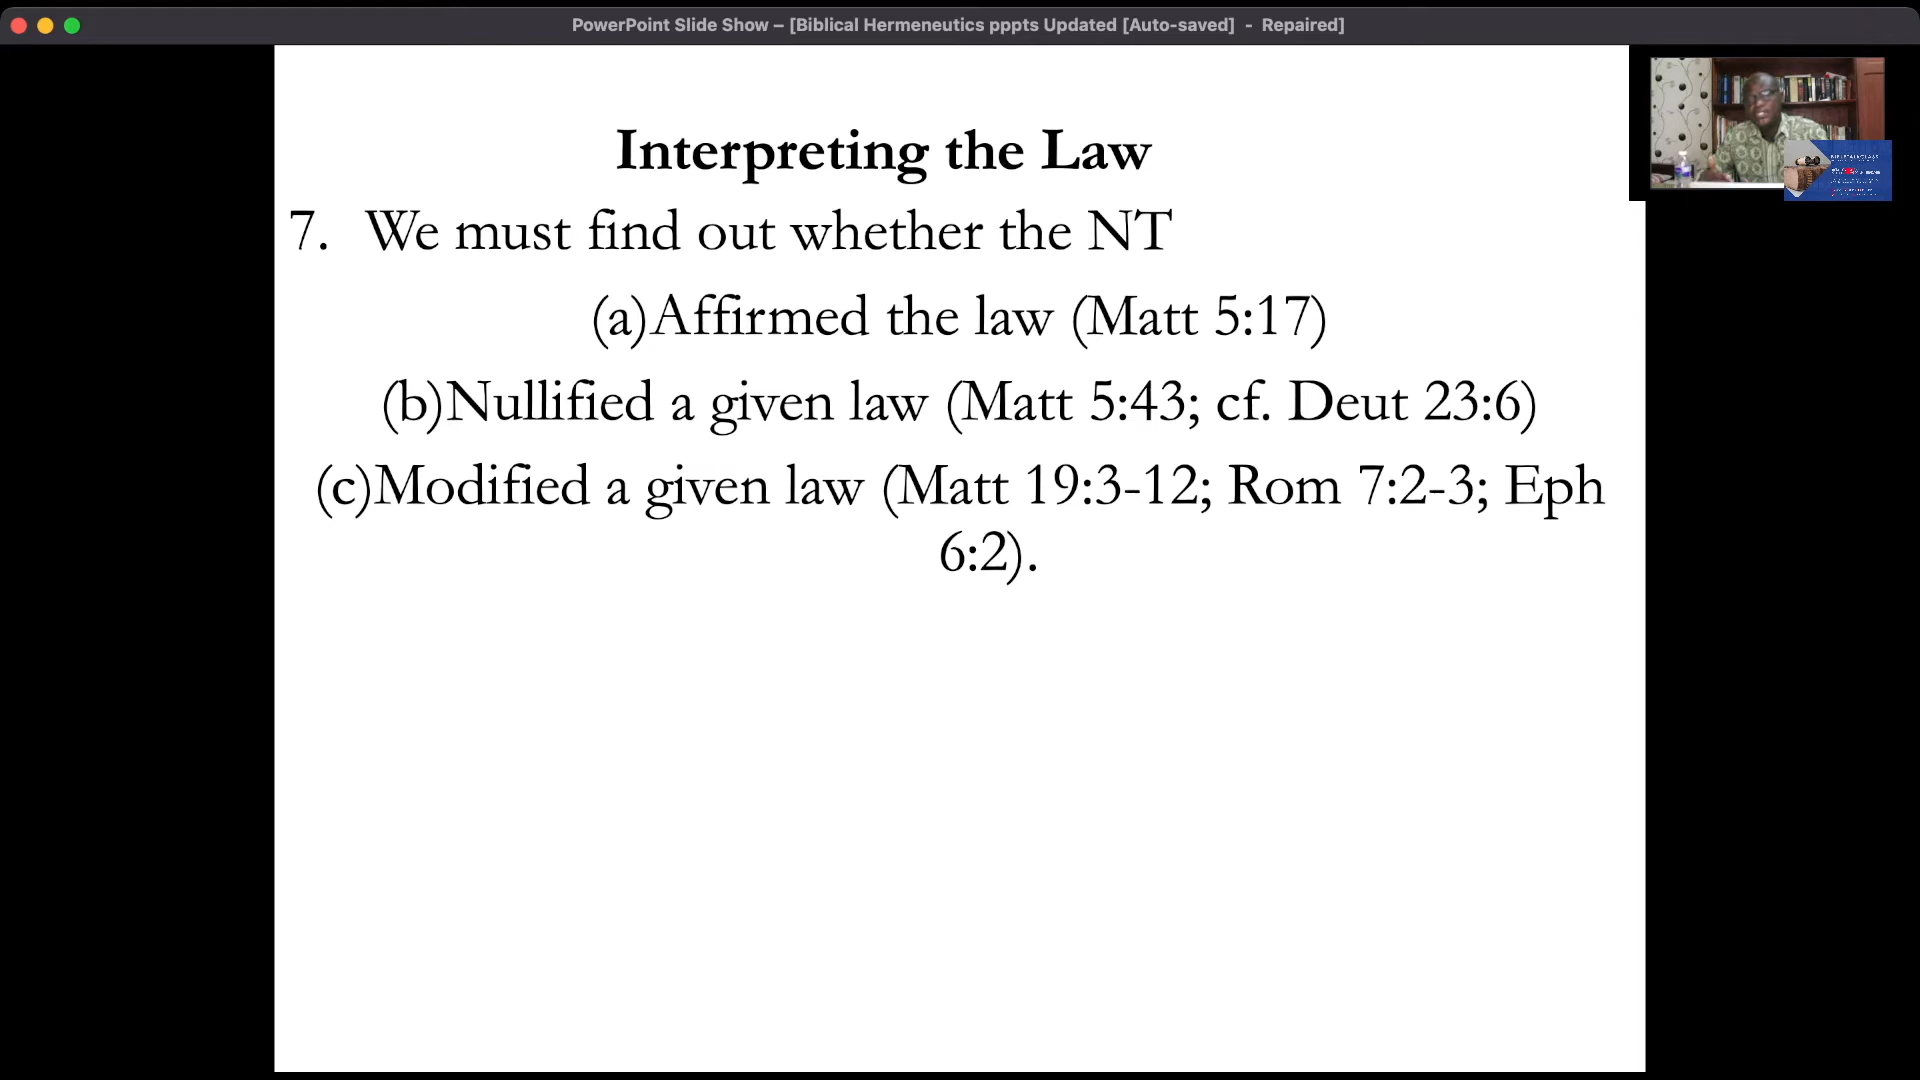 PowerPoint Slide Show – [Biblical Hermeneutics pppts Updated [Auto-saved] - Repaired]
Interpreting the Law
7. We must find out whether the NT
(a)Affirmed the law (Matt 5:17)
(b)Nullified a given law (Matt 5:43; cf. Deut 23:6)
(c)Modified a given law (Matt 19:3-12; Rom 7:2-3; Eph
6:2).